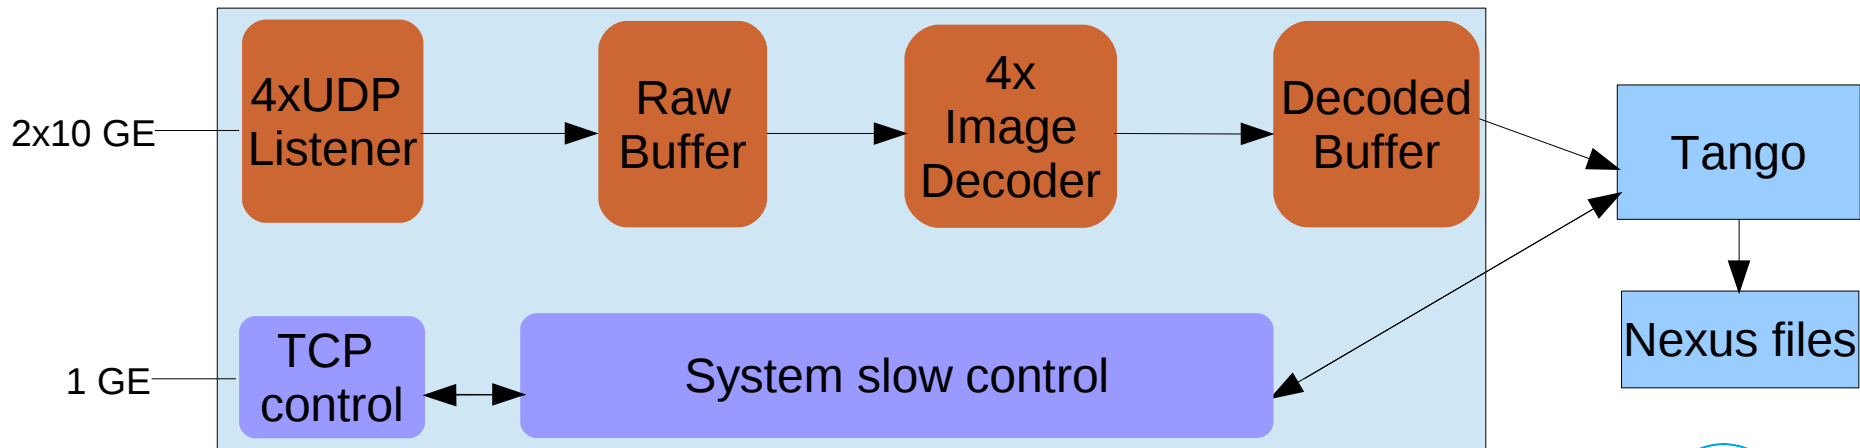 2x10 GE
4xUDP
Listener
Raw
Buffer
4x
Image
Decoder
Decoded
Buffer
Tango
Nexus files
1 GE
TCP
control
System slow control